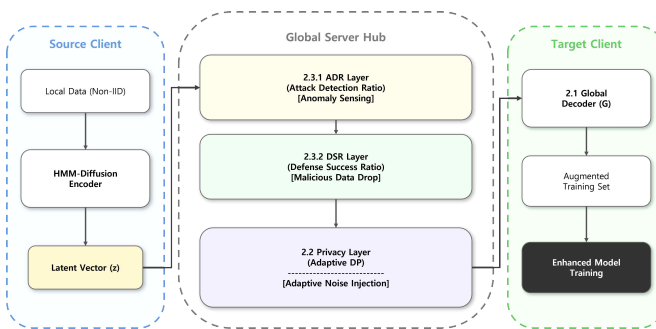 Source Client
Local Data (Non-IID)
HMM-Diffusion
Encoder
Latent Vector (z)
Global Server Hub
2.3.1 ADR Layer
(Attack Detection Ratio)
[Anomaly Sensing]
2.3.2 DSR Layer
(Defense Success Ratio)
[Malicious Data Drop]
2.2 Privacy Layer
(Adaptive DP)
--------------------------
[Adaptive Noise Injection]
Target Client
2.1 Global
Decoder (G)
Augmented
Training Set
Enhanced Model
Training